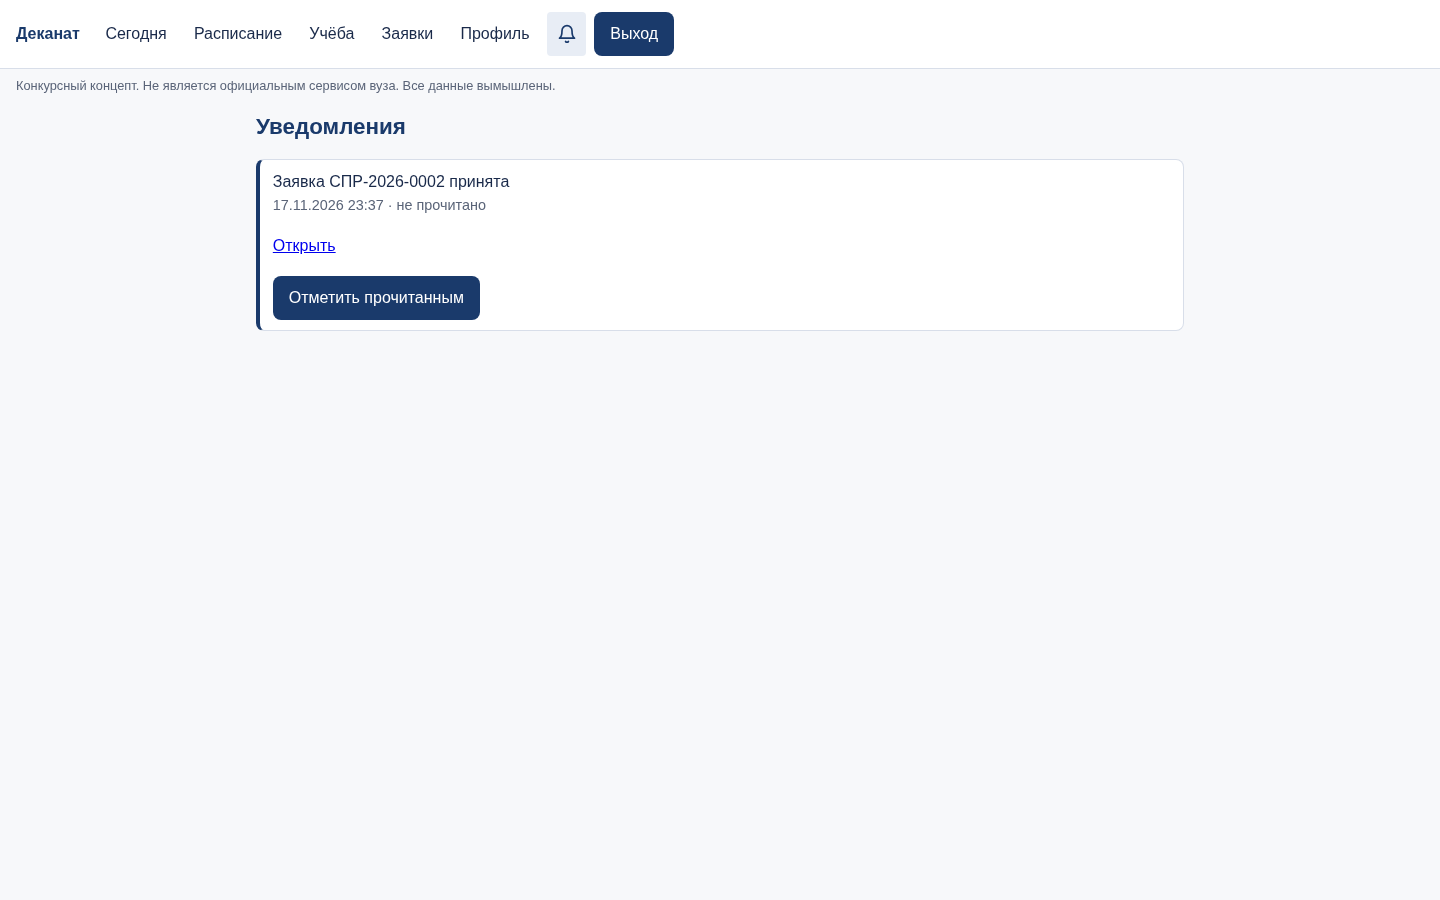 Деканат Сегодня Расписание Учёба Заявки Профиль Выход
Конкурсный концепт. Не является официальным сервисом вуза. Все данные вымышлены.
Уведомления
Заявка СПР-2026-0002 принята
17.11.2026 23:37 · не прочитано
Открыть
Отметить прочитанным